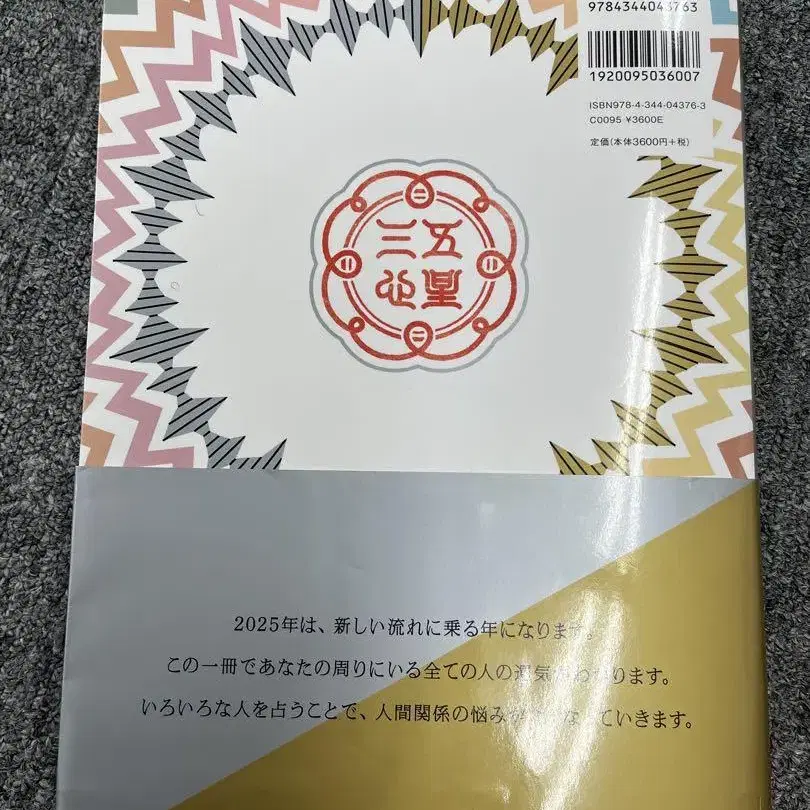 9784344043763
1920095036007
ISBN978-4-344-04376-3
C0095 ¥3600E
定価(本体3600円+税)
五星
三心
2025年は、新しい流れに乗る年になります。
この一冊であなたの周りにいる全ての人の運気がわかります。
いろいろな人を占うことで、人間関係の悩みが いきます。